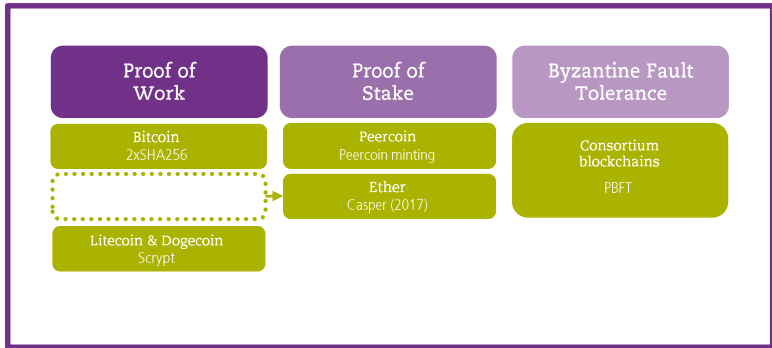 Proof of
Work
Proof of
Stake
Byzantine Fault
Tolerance
Bitcoin
2xSHA256
Peercoin
Peercoin minting
Consortium
blockchains
PBFT
Ether
Casper (2017)
Litecoin & Dogecoin
Scrypt